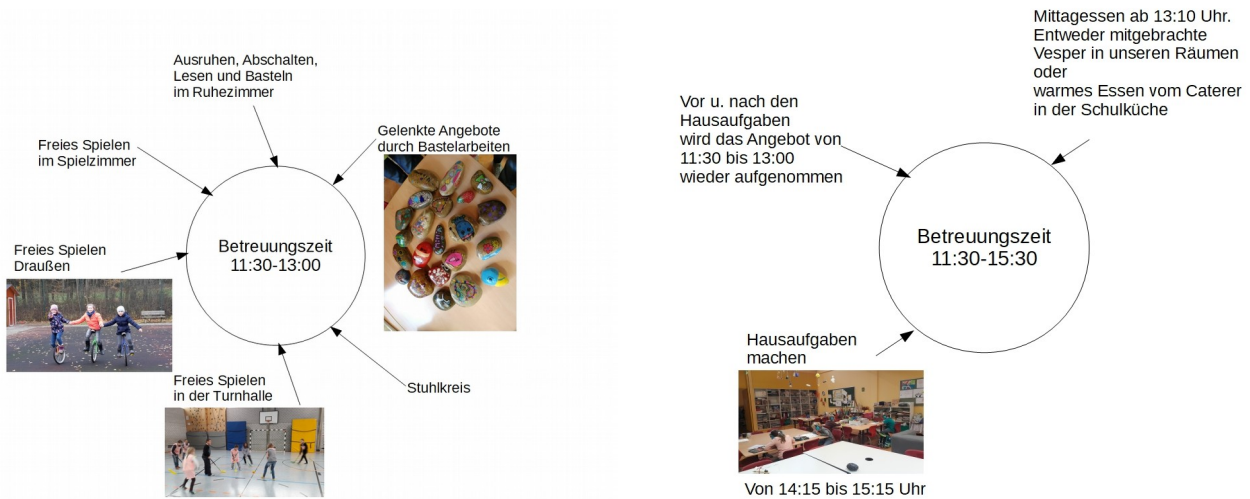 Ausruhen, Abschalten,
Lesen und Basteln
im Ruhezimmer
Freies Spielen
im Spielzimmer
Gelenkte Angebote
durch Bastelarbeiten
Betreuungszeit
11:30-13:00
Freies Spielen
Draußen
Freies Spielen
in der Turnhalle
Stuhlkreis
Mittagessen ab 13:10 Uhr.
Entweder mitgebrachte
Vesper in unseren Räumen
oder
warmes Essen vom Caterer
in der Schulküche
Vor u. nach den
Hausaufgaben
wird das Angebot von
11:30 bis 13:00
wieder aufgenommen
Betreuungszeit
11:30-15:30
Hausaufgaben
machen
Von 14:15 bis 15:15 Uhr